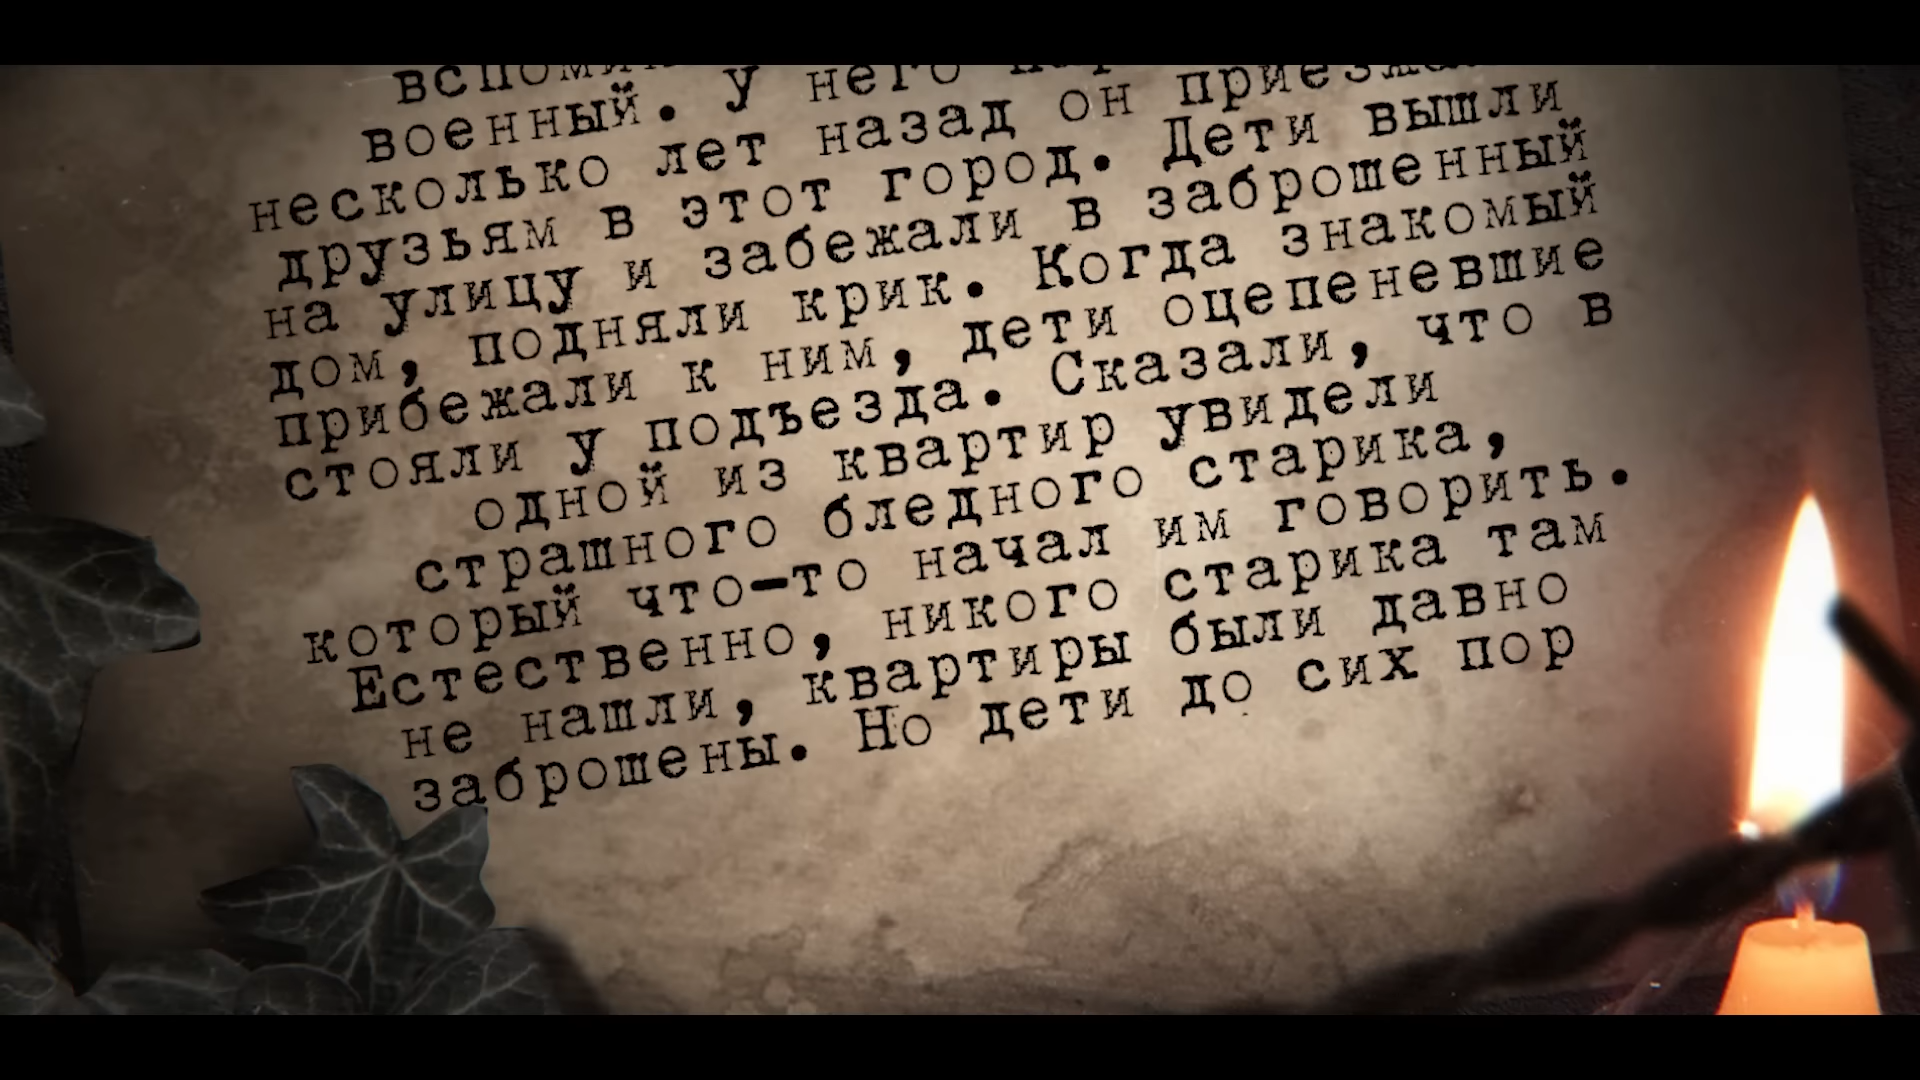 военный. у него
несколько лет назад он
друзьям в этот город. Дети вышли
на улицу и забежали в заброшенный
дом, подняли крик. Когда знакомый
прибежали к ним, дети оцепеневшие
стояли у подъезда. Сказали, что в
одной из квартир увидели
страшного бледного старика,
который что-то начал им говорить.
Естественно, никого старика там
не нашли, квартиры были давно
заброшены. Но дети до сих пор